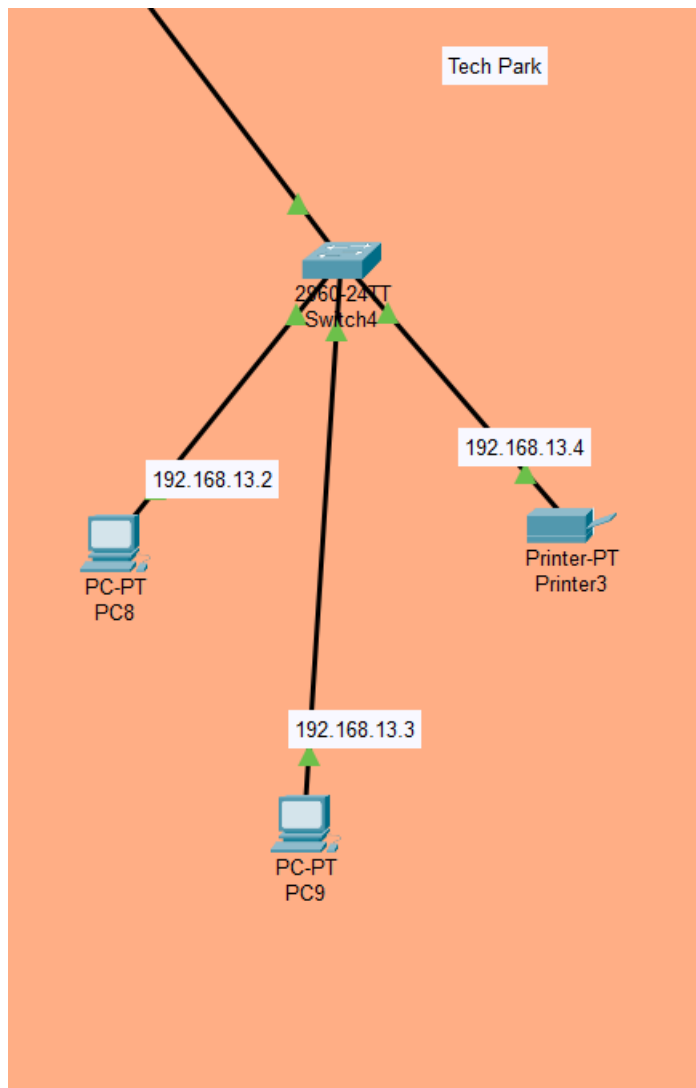 Tech Park
2960-24TT
Switch4
192.168.13.4
192.168.13.2
Printer-PT
Printer3
PC-PT
PC8
192.168.13.3
PC-PT
PC9